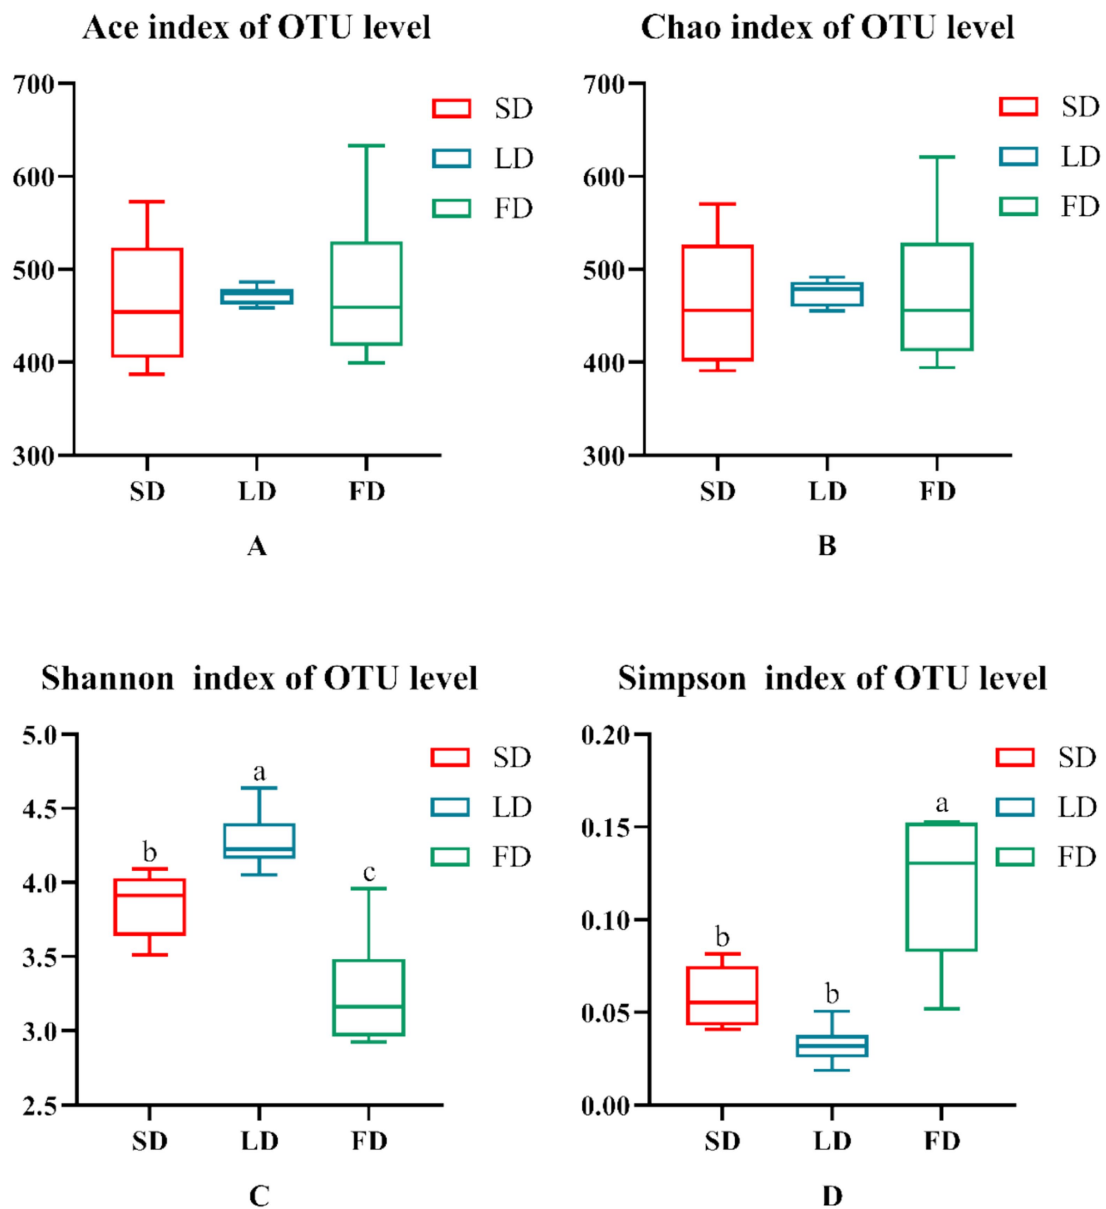 Ace index of OTU level
700
600
500
400
300
SD
LD
FD
SD
LD
FD
A
Chao index of OTU level
700
600
500
400
300
SD
LD
FD
SD
LD
FD
B
Shannon index of OTU level
5.0
4.5
4.0
3.5
3.0
2.5
b
a
c
SD
LD
FD
SD
LD
FD
C
Simpson index of OTU level
0.20
0.15
0.10
0.05
0.00
b
b
a
SD
LD
FD
SD
LD
FD
D